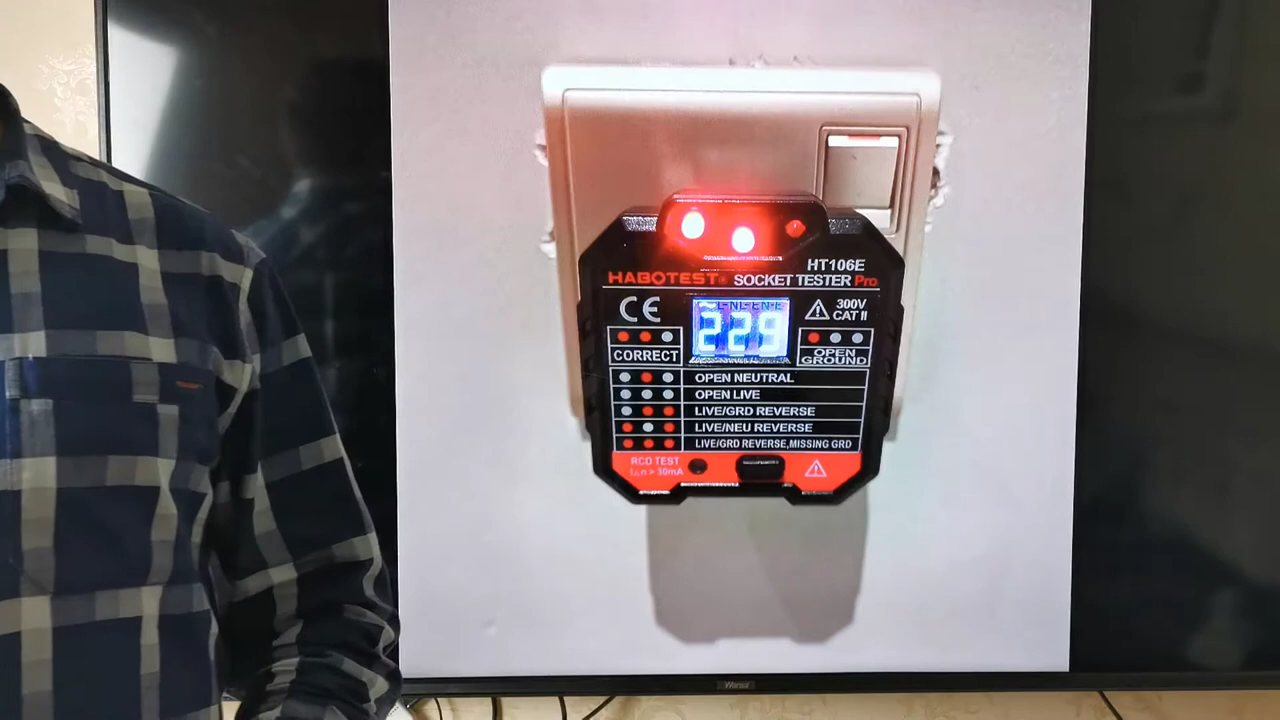 HT106E
HABOTEST® SOCKET TESTER Pro
CE
L-N L-E N-E
229
300V
CAT II
CORRECT
OPEN
GROUND
OPEN NEUTRAL
OPEN LIVE
LIVE/GRD REVERSE
LIVE/NEU REVERSE
LIVE/GRD REVERSE,MISSING GRD
RCD TEST
I△n > 30mA